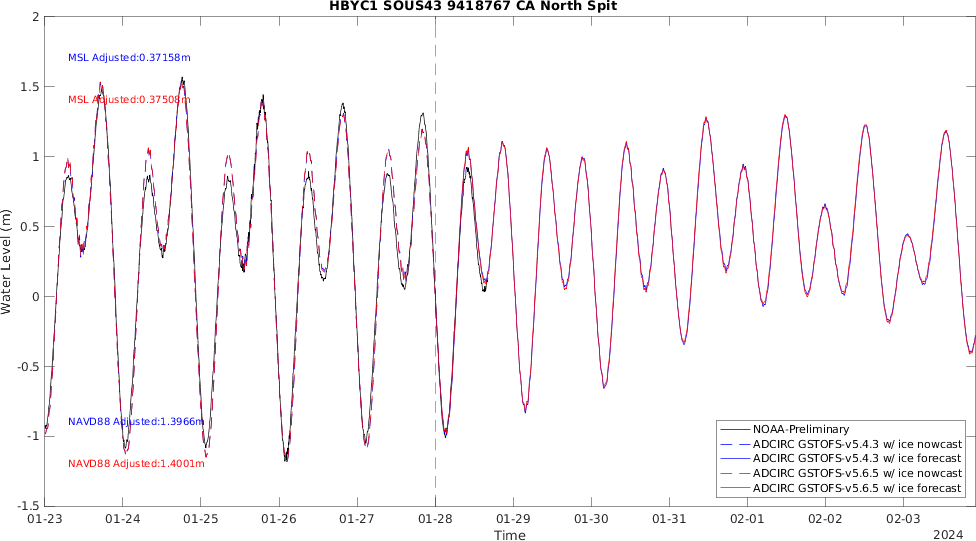 HBYC1 SOUS43 9418767 CA North Spit
2
1.5
1
0.5
0
-0.5
-1
-1.5
Water Level (m)
MSL Adjusted:0.37158m
MSL Adjusted:0.37508m
NAVD88 Adjusted:1.3966m
NAVD88 Adjusted:1.4001m
NOAA-Preliminary
ADCIRC GSTOFS-v5.4.3 w/ ice nowcast
ADCIRC GSTOFS-v5.4.3 w/ ice forecast
ADCIRC GSTOFS-v5.6.5 w/ ice nowcast
ADCIRC GSTOFS-v5.6.5 w/ ice forecast
01-23 01-24 01-25 01-26 01-27 01-28 01-29 01-30 01-31 02-01 02-02 02-03
Time
2024